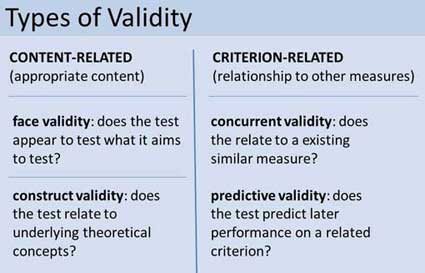 Types of Validity
CONTENT-RELATED
(appropriate content)
face validity: does the test
appear to test what it aims
to test?
construct validity: does
the test relate to
underlying theoretical
concepts?
CRITERION-RELATED
(relationship to other measures)
concurrent validity: does
the relate to a existing
similar measure?
predictive validity: does
the test predict later
performance on a related
criterion?